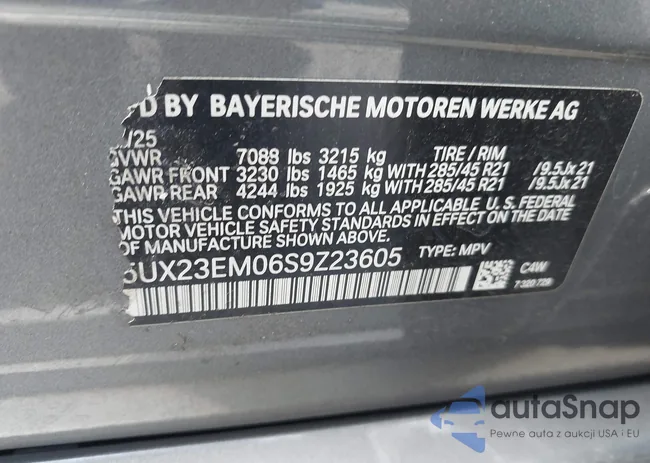 D BY BAYERISCHE MOTOREN WERKE AG
/25
GVWR 7088 lbs 3215 kg TIRE / RIM
GAWR FRONT 3230 lbs 1465 kg WITH 285/45 R21 /9.5Jx21
GAWR REAR 4244 lbs 1925 kg WITH 285/45 R21 /9.5Jx21
THIS VEHICLE CONFORMS TO ALL APPLICABLE U.S. FEDERAL
MOTOR VEHICLE SAFETY STANDARDS IN EFFECT ON THE DATE
OF MANUFACTURE SHOWN ABOVE.
5UX23EM06S9Z23605 TYPE: MPV
C4W
autaSnap
Pewne auta z aukcji USA i EU